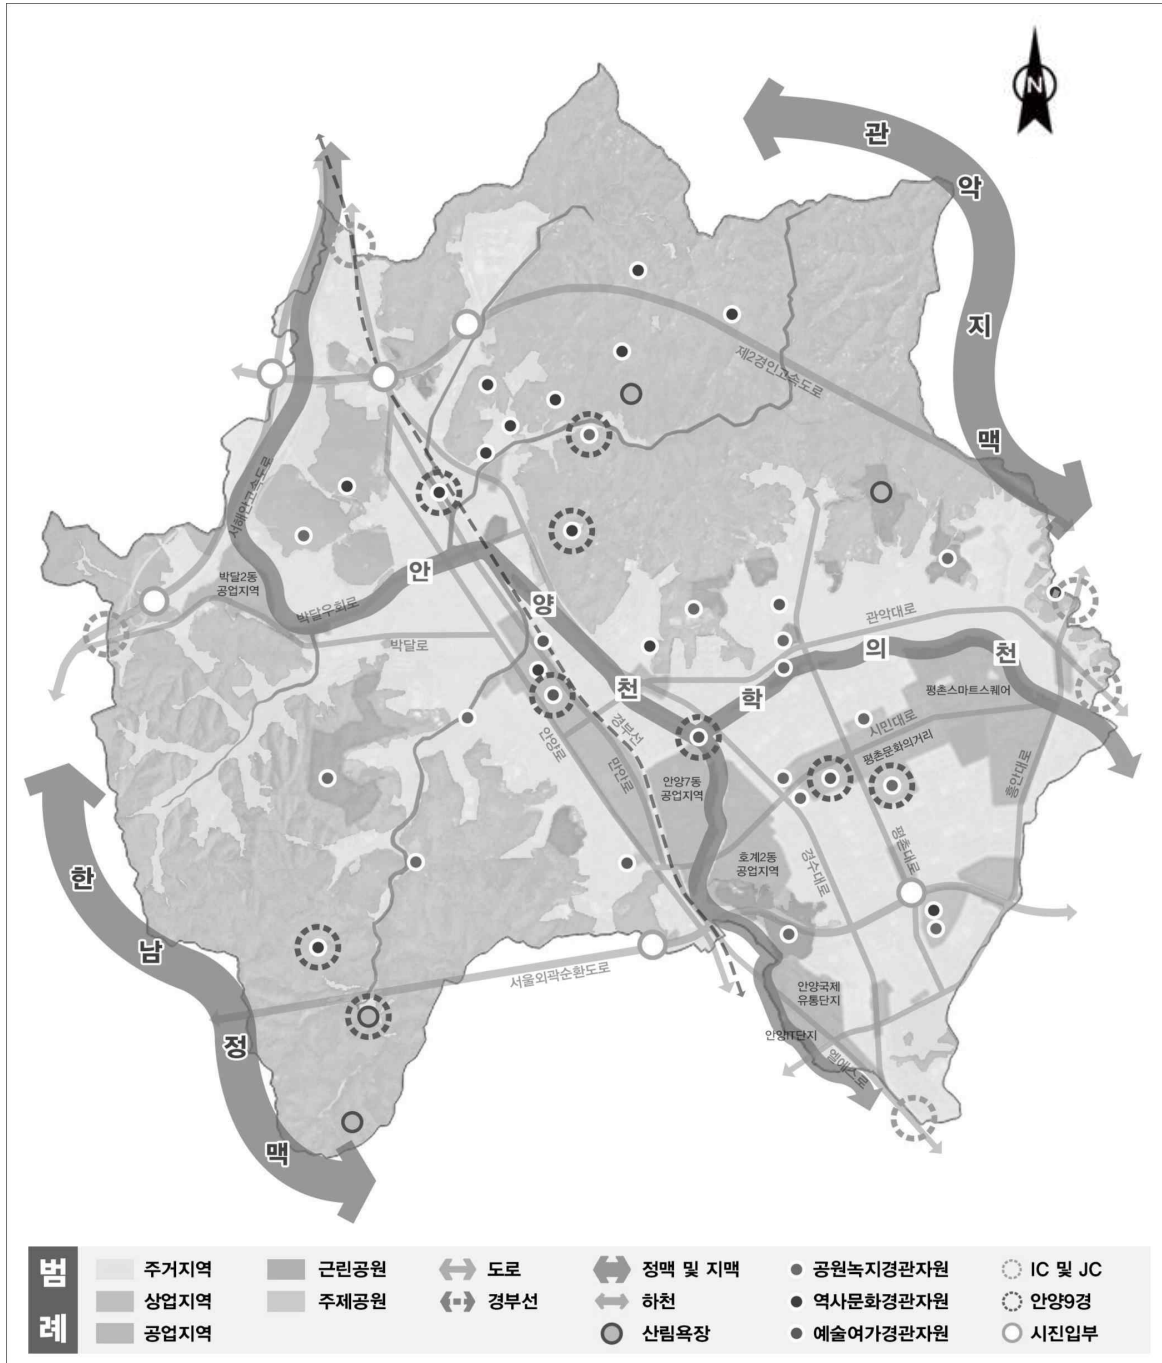 N
관
악
지
맥
제2경인고속도로
서해안고속도로
박달2동
공업지역
박달우회로
안
양
천
학
의
천
박달로
관악대로
평촌스마트스퀘어
시민대로
평촌문화의거리
흥안대로
경부선
안양로
만안로
안양7동
공업지역
호계2동
공업지역
경수대로
평촌대로
한
남
정
맥
서울외곽순환도로
안양국제
유통단지
안양IT단지
엘에스로
범례
주거지역
근린공원
도로
정맥 및 지맥
공원녹지경관자원
IC 및 JC
상업지역
주제공원
경부선
하천
역사문화경관자원
안양9경
공업지역
산림욕장
예술여가경관자원
시진입부